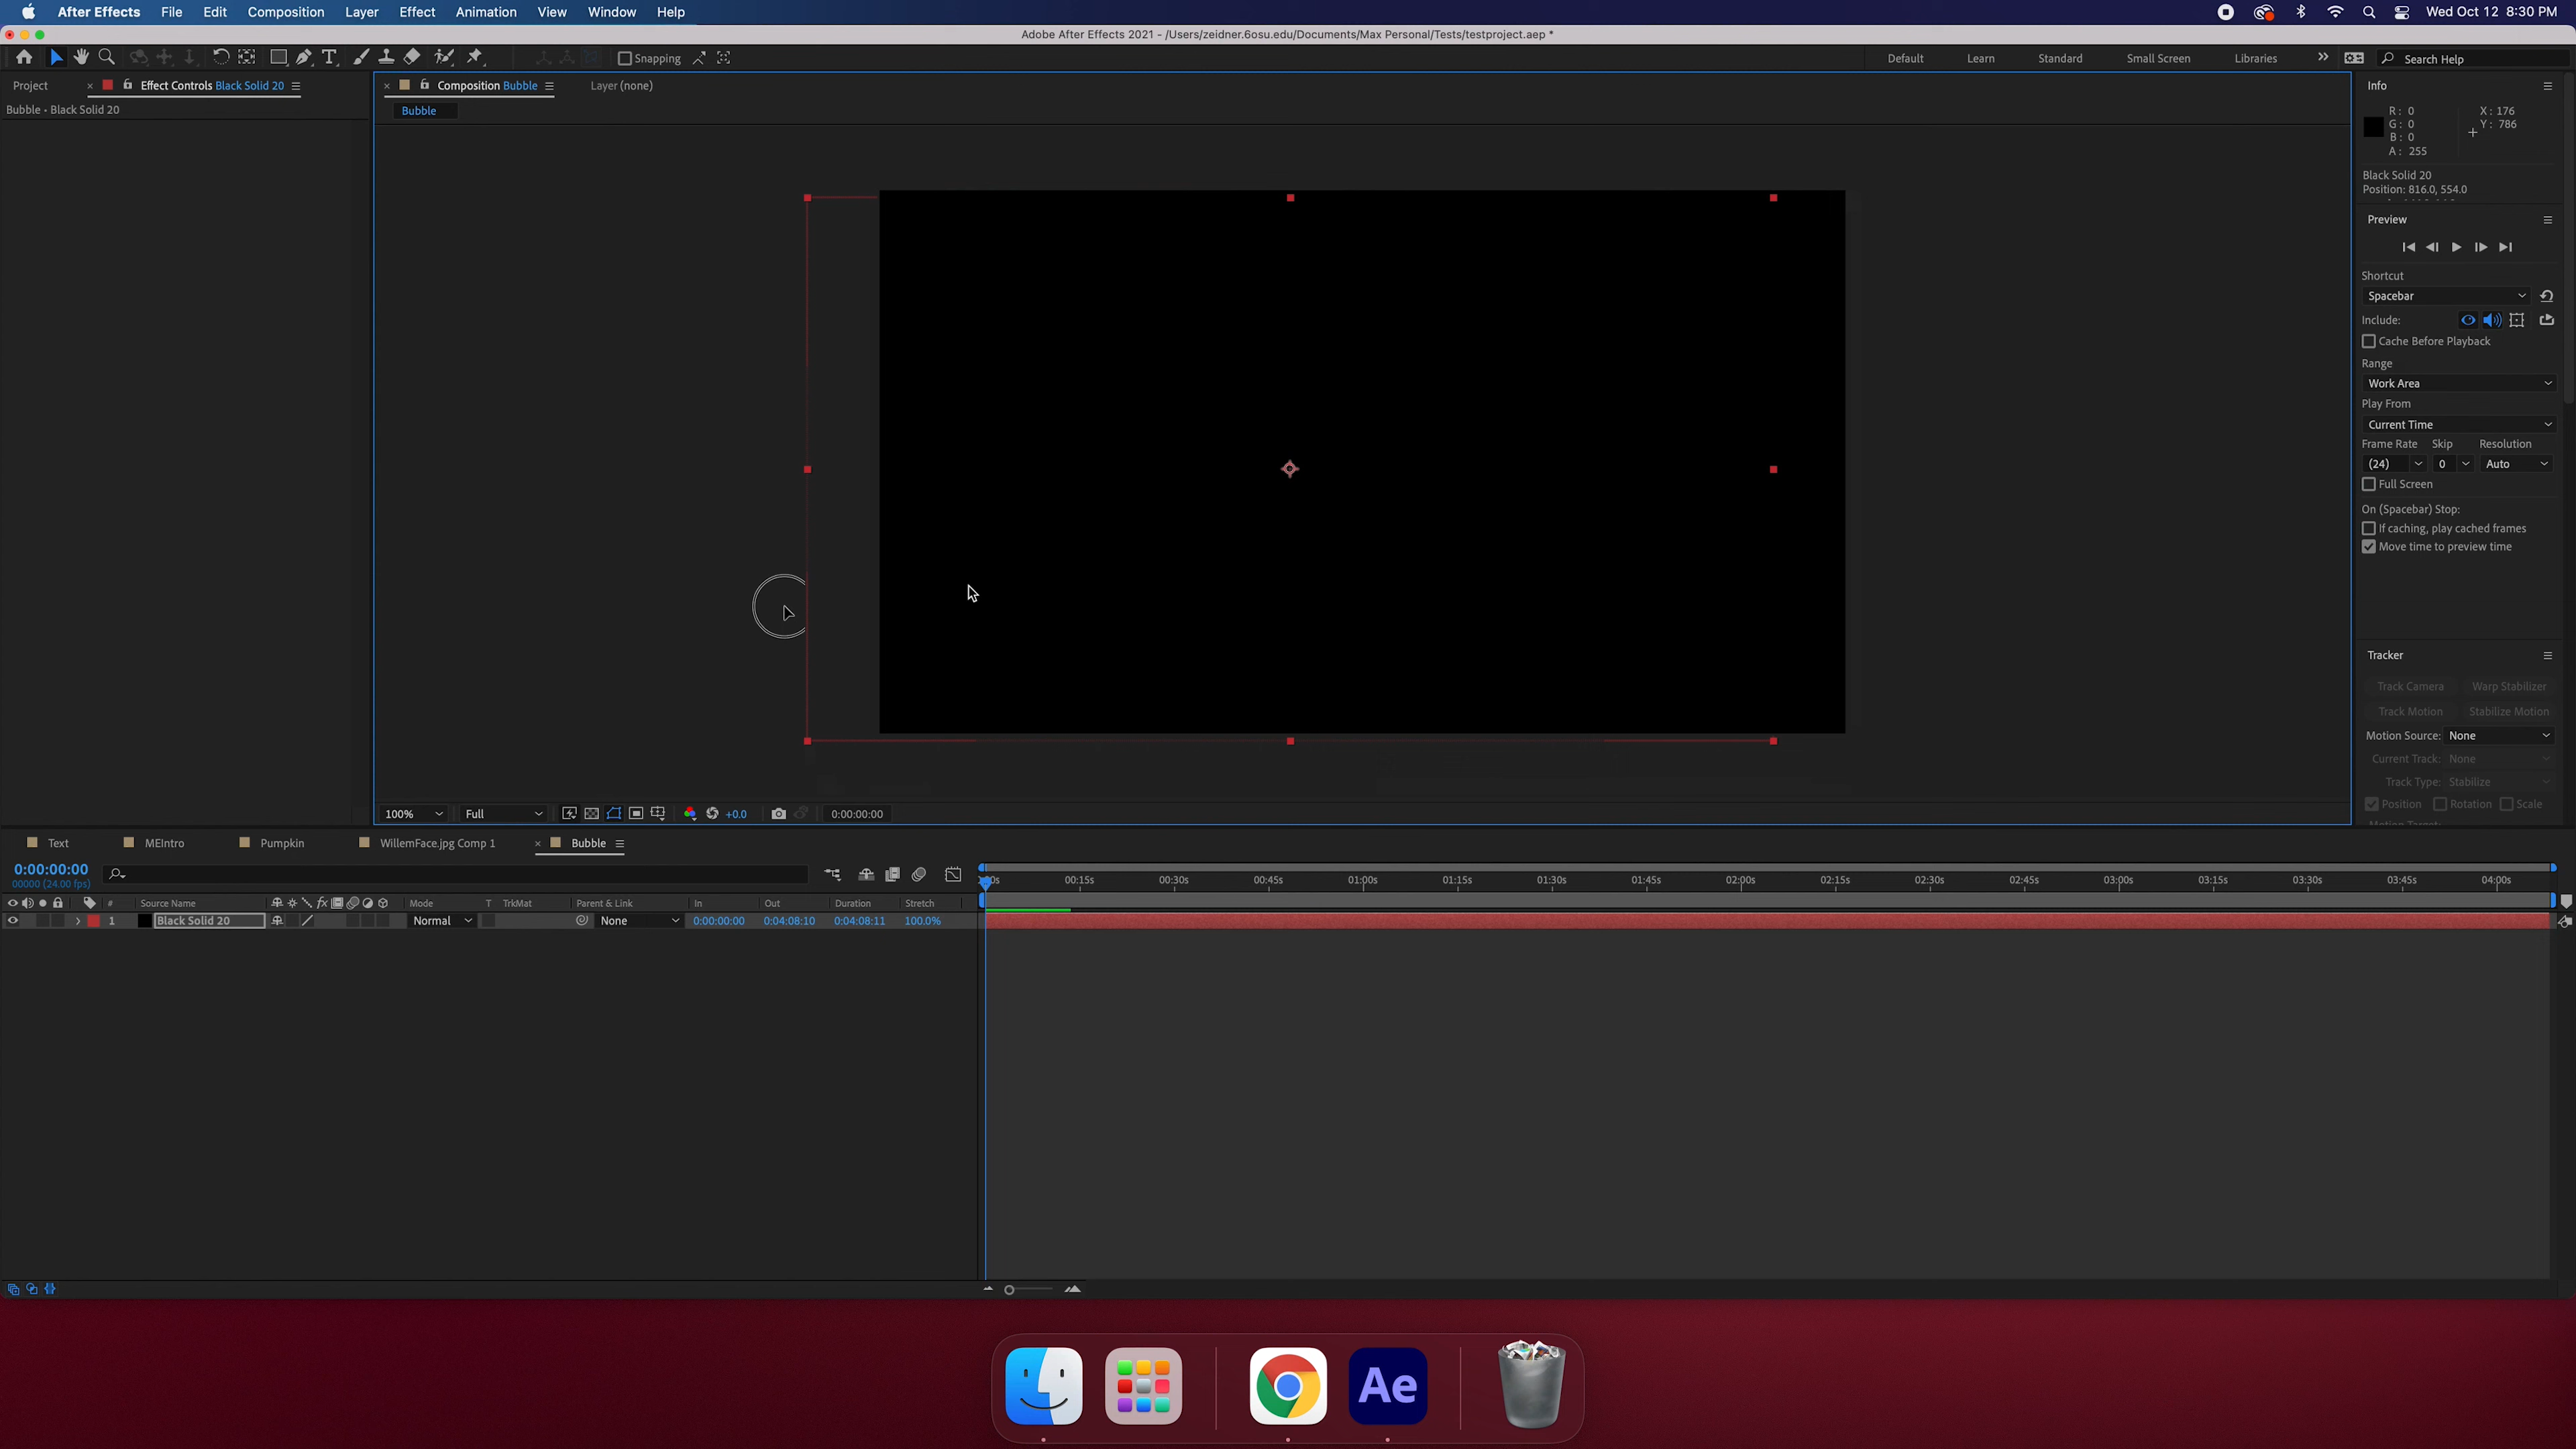 After Effects File Edit Composition Layer Effect Animation View Window Help
Wed Oct 12 8:30 PM
Adobe After Effects 2021 - /Users/zeidner.6osu.edu/Documents/Max Personal/Tests/testproject.aep *
Snapping
Default Learn Standard Small Screen Libraries Search Help
Project Effect Controls Black Solid 20
Composition Bubble
Layer (none)
Bubble • Black Solid 20
Bubble
Info
R: 0
G: 0
B: 0
A: 255
X: 176
Y: 786
Black Solid 20
Position: 816.0, 554.0
Preview
Shortcut
Spacebar
Include:
Cache Before Playback
Range
Work Area
Play From
Current Time
Frame Rate Skip Resolution
(24) 0 Auto
Full Screen
On (Spacebar) Stop:
If caching, play cached frames
Move time to preview time
Tracker
Track Camera Warp Stabilizer
Track Motion Stabilize Motion
Motion Source: None
Current Track: None
Track Type: Stabilize
Position Rotation Scale
100% Full +0.0 0:00:00:00
Text MEIntro Pumpkin WillemFace.jpg Comp 1 Bubble
0:00:00:00
00000 (24.00 fps)
00:15s 00:30s 00:45s 01:00s 01:15s 01:30s 01:45s 02:00s 02:15s 02:30s 02:45s 03:00s 03:15s 03:30s 03:45s 04:00s
# Source Name fx Mode T TrkMat Parent & Link In Out Duration Stretch
1 Black Solid 20 Normal None 0:00:00:00 0:04:08:10 0:04:08:11 100.0%
Ae